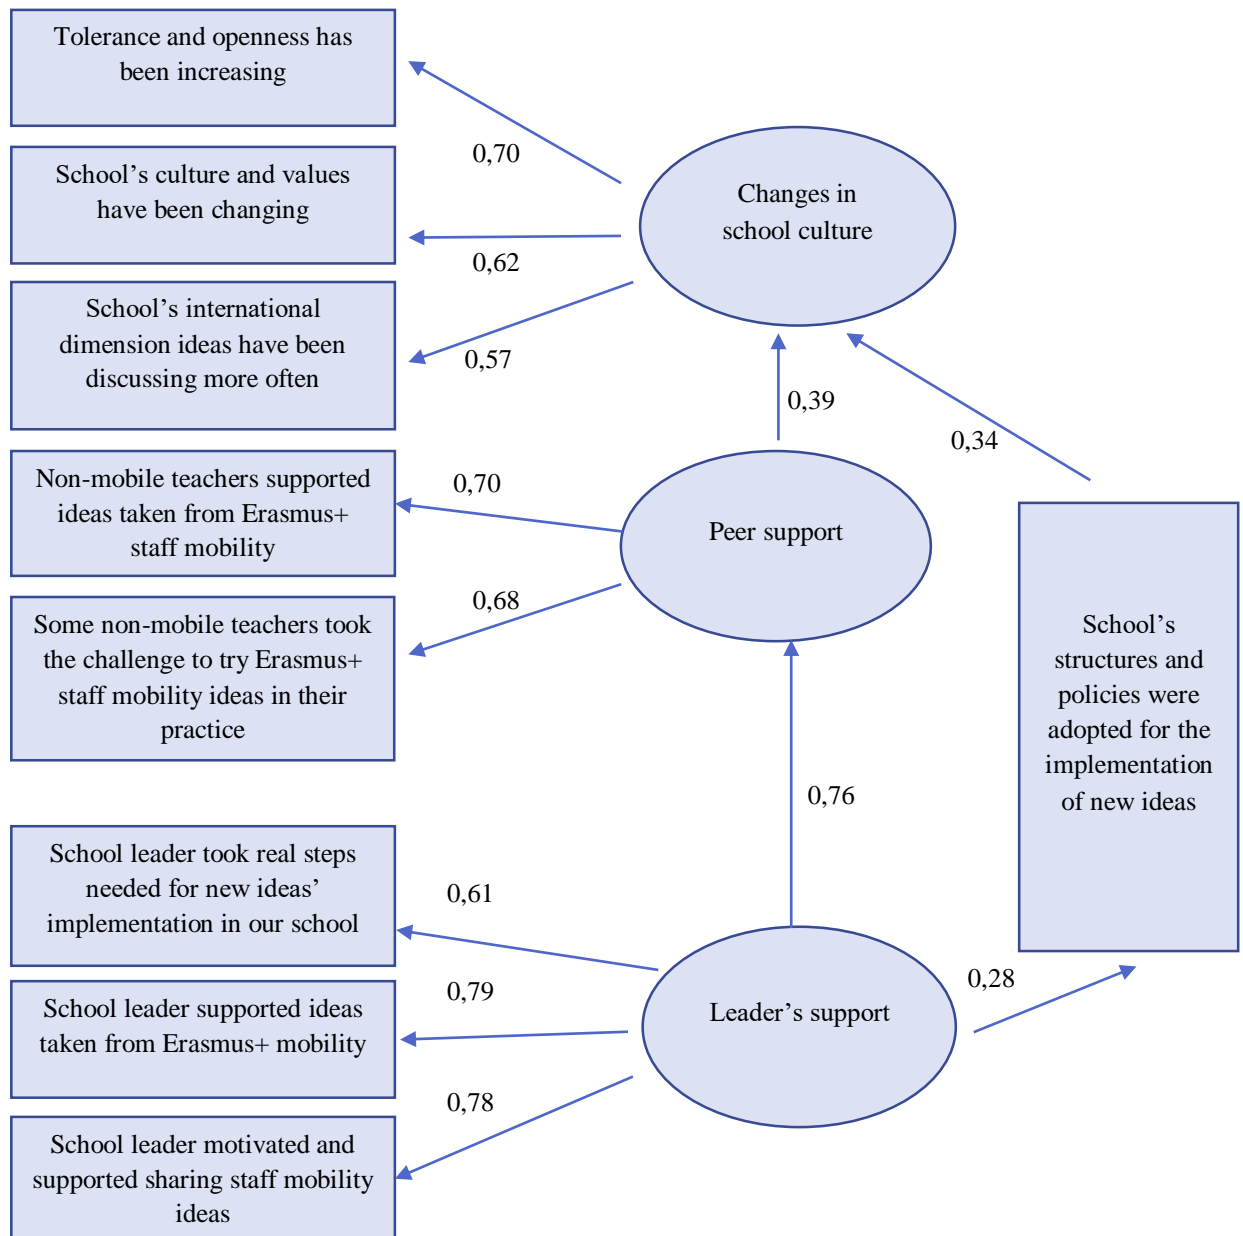 Tolerance and openness has
been increasing
0,70
School’s culture and values
have been changing
0,62
School’s international
dimension ideas have been
discussing more often
0,57
Changes in
school culture
0,39
0,34
Non-mobile teachers supported
ideas taken from Erasmus+
staff mobility
0,70
Peer support
Some non-mobile teachers took
the challenge to try Erasmus+
staff mobility ideas in their
practice
0,68
School’s
structures and
policies were
adopted for the
implementation
of new ideas
0,76
School leader took real steps
needed for new ideas’
implementation in our school
0,61
School leader supported ideas
taken from Erasmus+ mobility
0,79
Leader’s support
0,28
School leader motivated and
supported sharing staff mobility
ideas
0,78